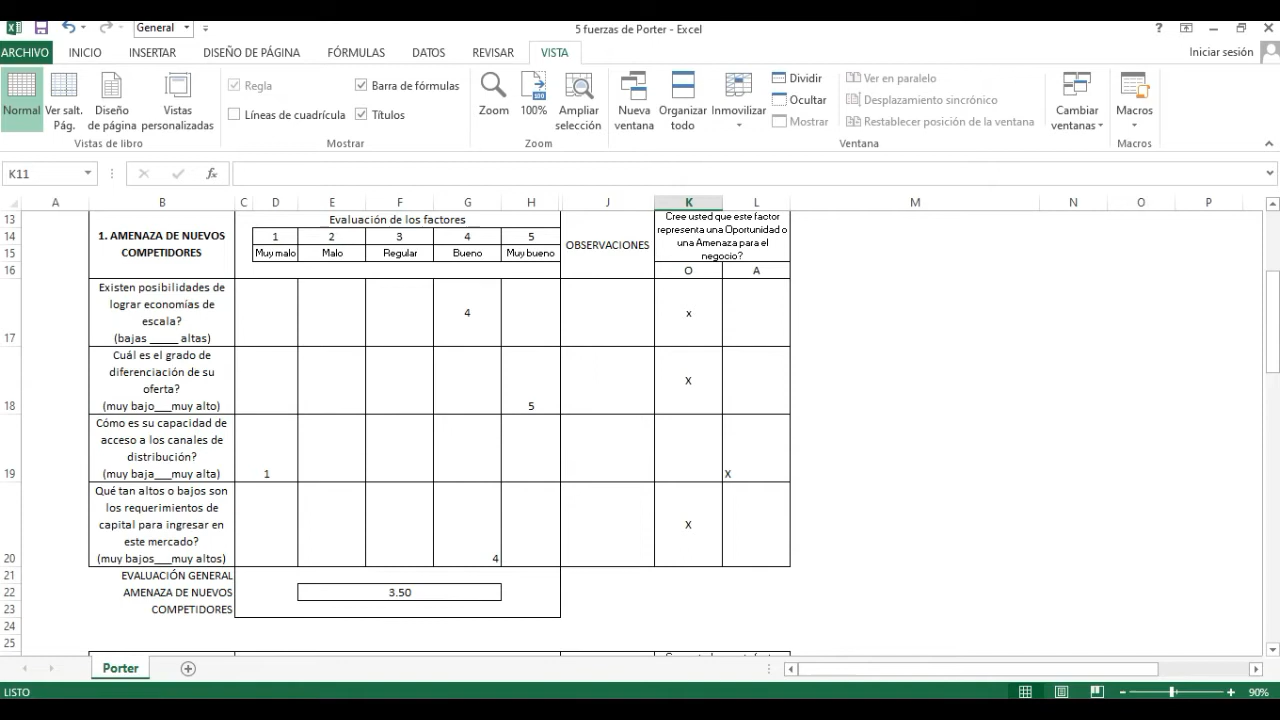 General
5 fuerzas de Porter - Excel
?
ARCHIVO INICIO INSERTAR DISEÑO DE PÁGINA FÓRMULAS DATOS REVISAR VISTA Iniciar sesión
Normal
Ver salt. Pág.
Diseño de página
Vistas personalizadas
Vistas de libro
Regla
Líneas de cuadrícula
Barra de fórmulas
Títulos
Mostrar
Zoom
100%
Ampliar selección
Zoom
Nueva ventana
Organizar todo
Inmovilizar
Dividir
Ocultar
Mostrar
Ver en paralelo
Desplazamiento sincrónico
Restablecer posición de la ventana
Cambiar ventanas
Ventana
Macros
Macros
K11
fx
A B C D E F G H J K L M N O P
13
14
15
16
17
18
19
20
21
22
23
24
25
1. AMENAZA DE NUEVOS
COMPETIDORES
Evaluación de los factores
1 2 3 4 5
Muy malo Malo Regular Bueno Muy bueno
OBSERVACIONES
Cree usted que este factor
representa una Oportunidad o
una Amenaza para el
negocio?
O A
Existen posibilidades de
lograr economías de
escala?
(bajas _____ altas)
4
x
Cuál es el grado de
diferenciación de su
oferta?
(muy bajo___muy alto)
5
X
Cómo es su capacidad de
acceso a los canales de
distribución?
(muy baja___muy alta)
1
X
Qué tan altos o bajos son
los requerimientos de
capital para ingresar en
este mercado?
(muy bajos___muy altos)
4
X
EVALUACIÓN GENERAL
AMENAZA DE NUEVOS
COMPETIDORES
3.50
Porter
LISTO
90%